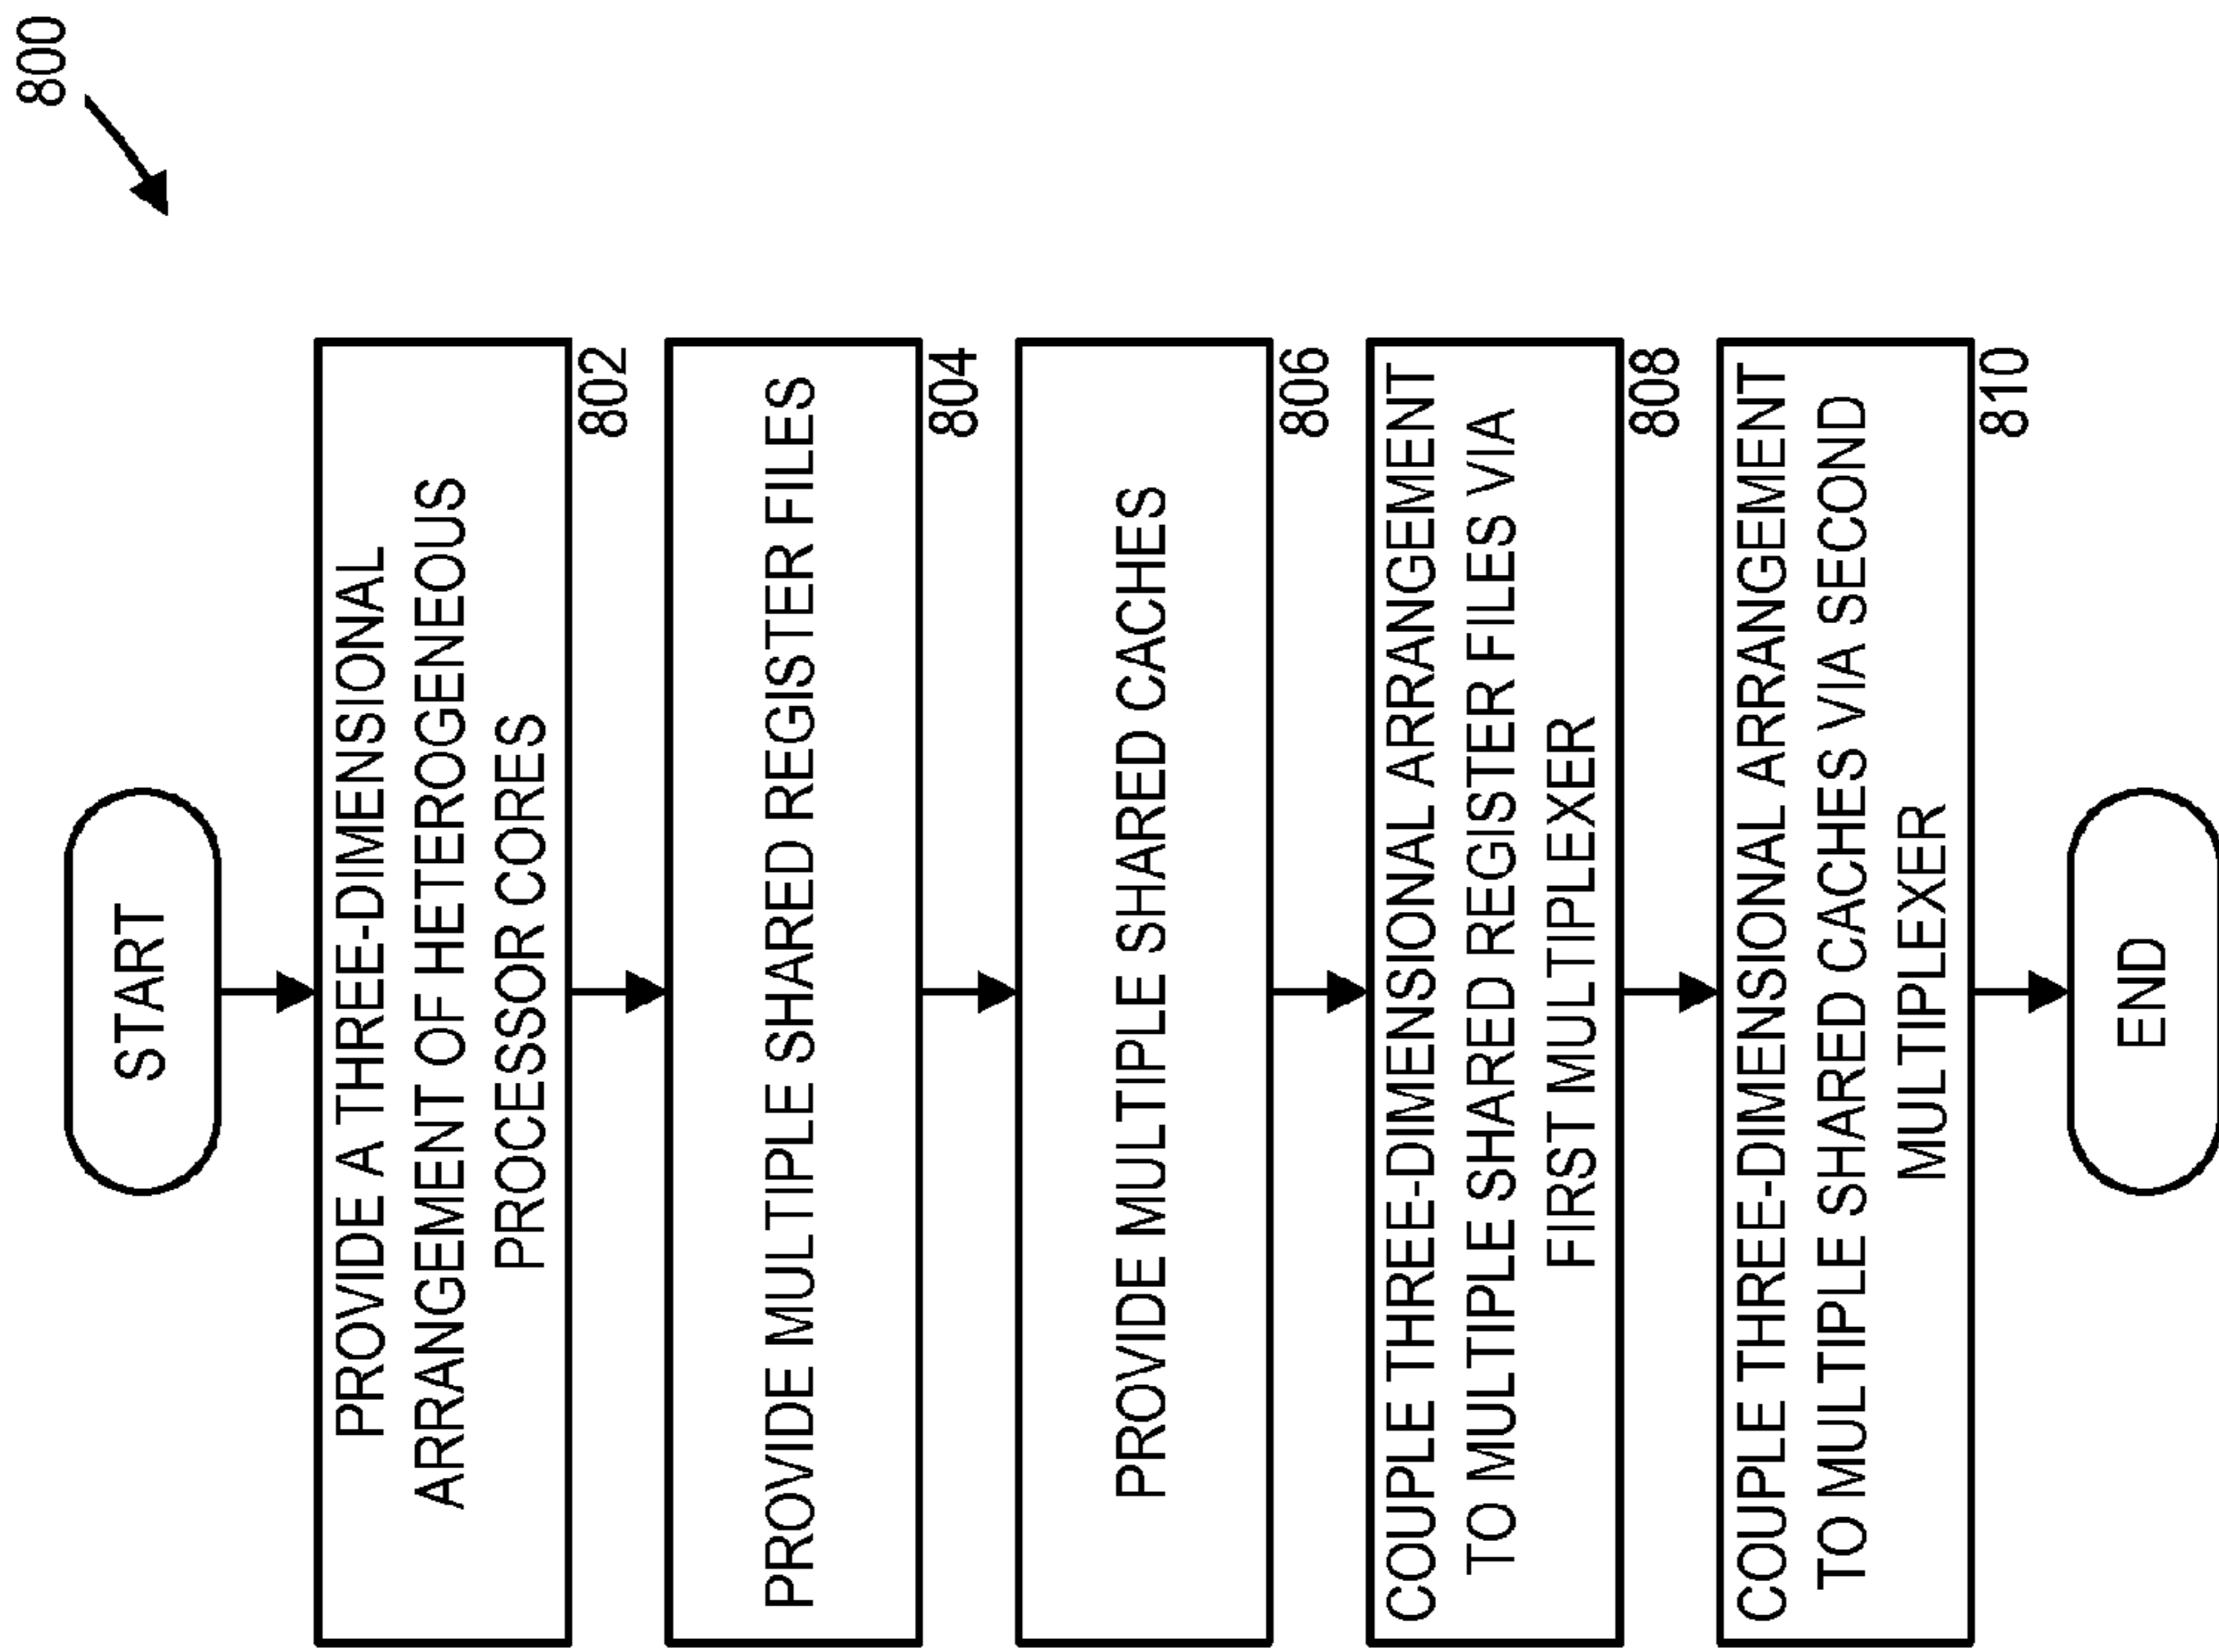 800
START
PROVIDE A THREE-DIMENSIONAL
ARRANGEMENT OF HETEROGENEOUS
PROCESSOR CORES
802
PROVIDE MULTIPLE SHARED REGISTER FILES
804
PROVIDE MULTIPLE SHARED CACHES
806
COUPLE THREE-DIMENSIONAL ARRANGEMENT
TO MULTIPLE SHARED REGISTER FILES VIA
FIRST MULTIPLEXER
808
COUPLE THREE-DIMENSIONAL ARRANGEMENT
TO MULTIPLE SHARED CACHES VIA SECOND
MULTIPLEXER
810
END